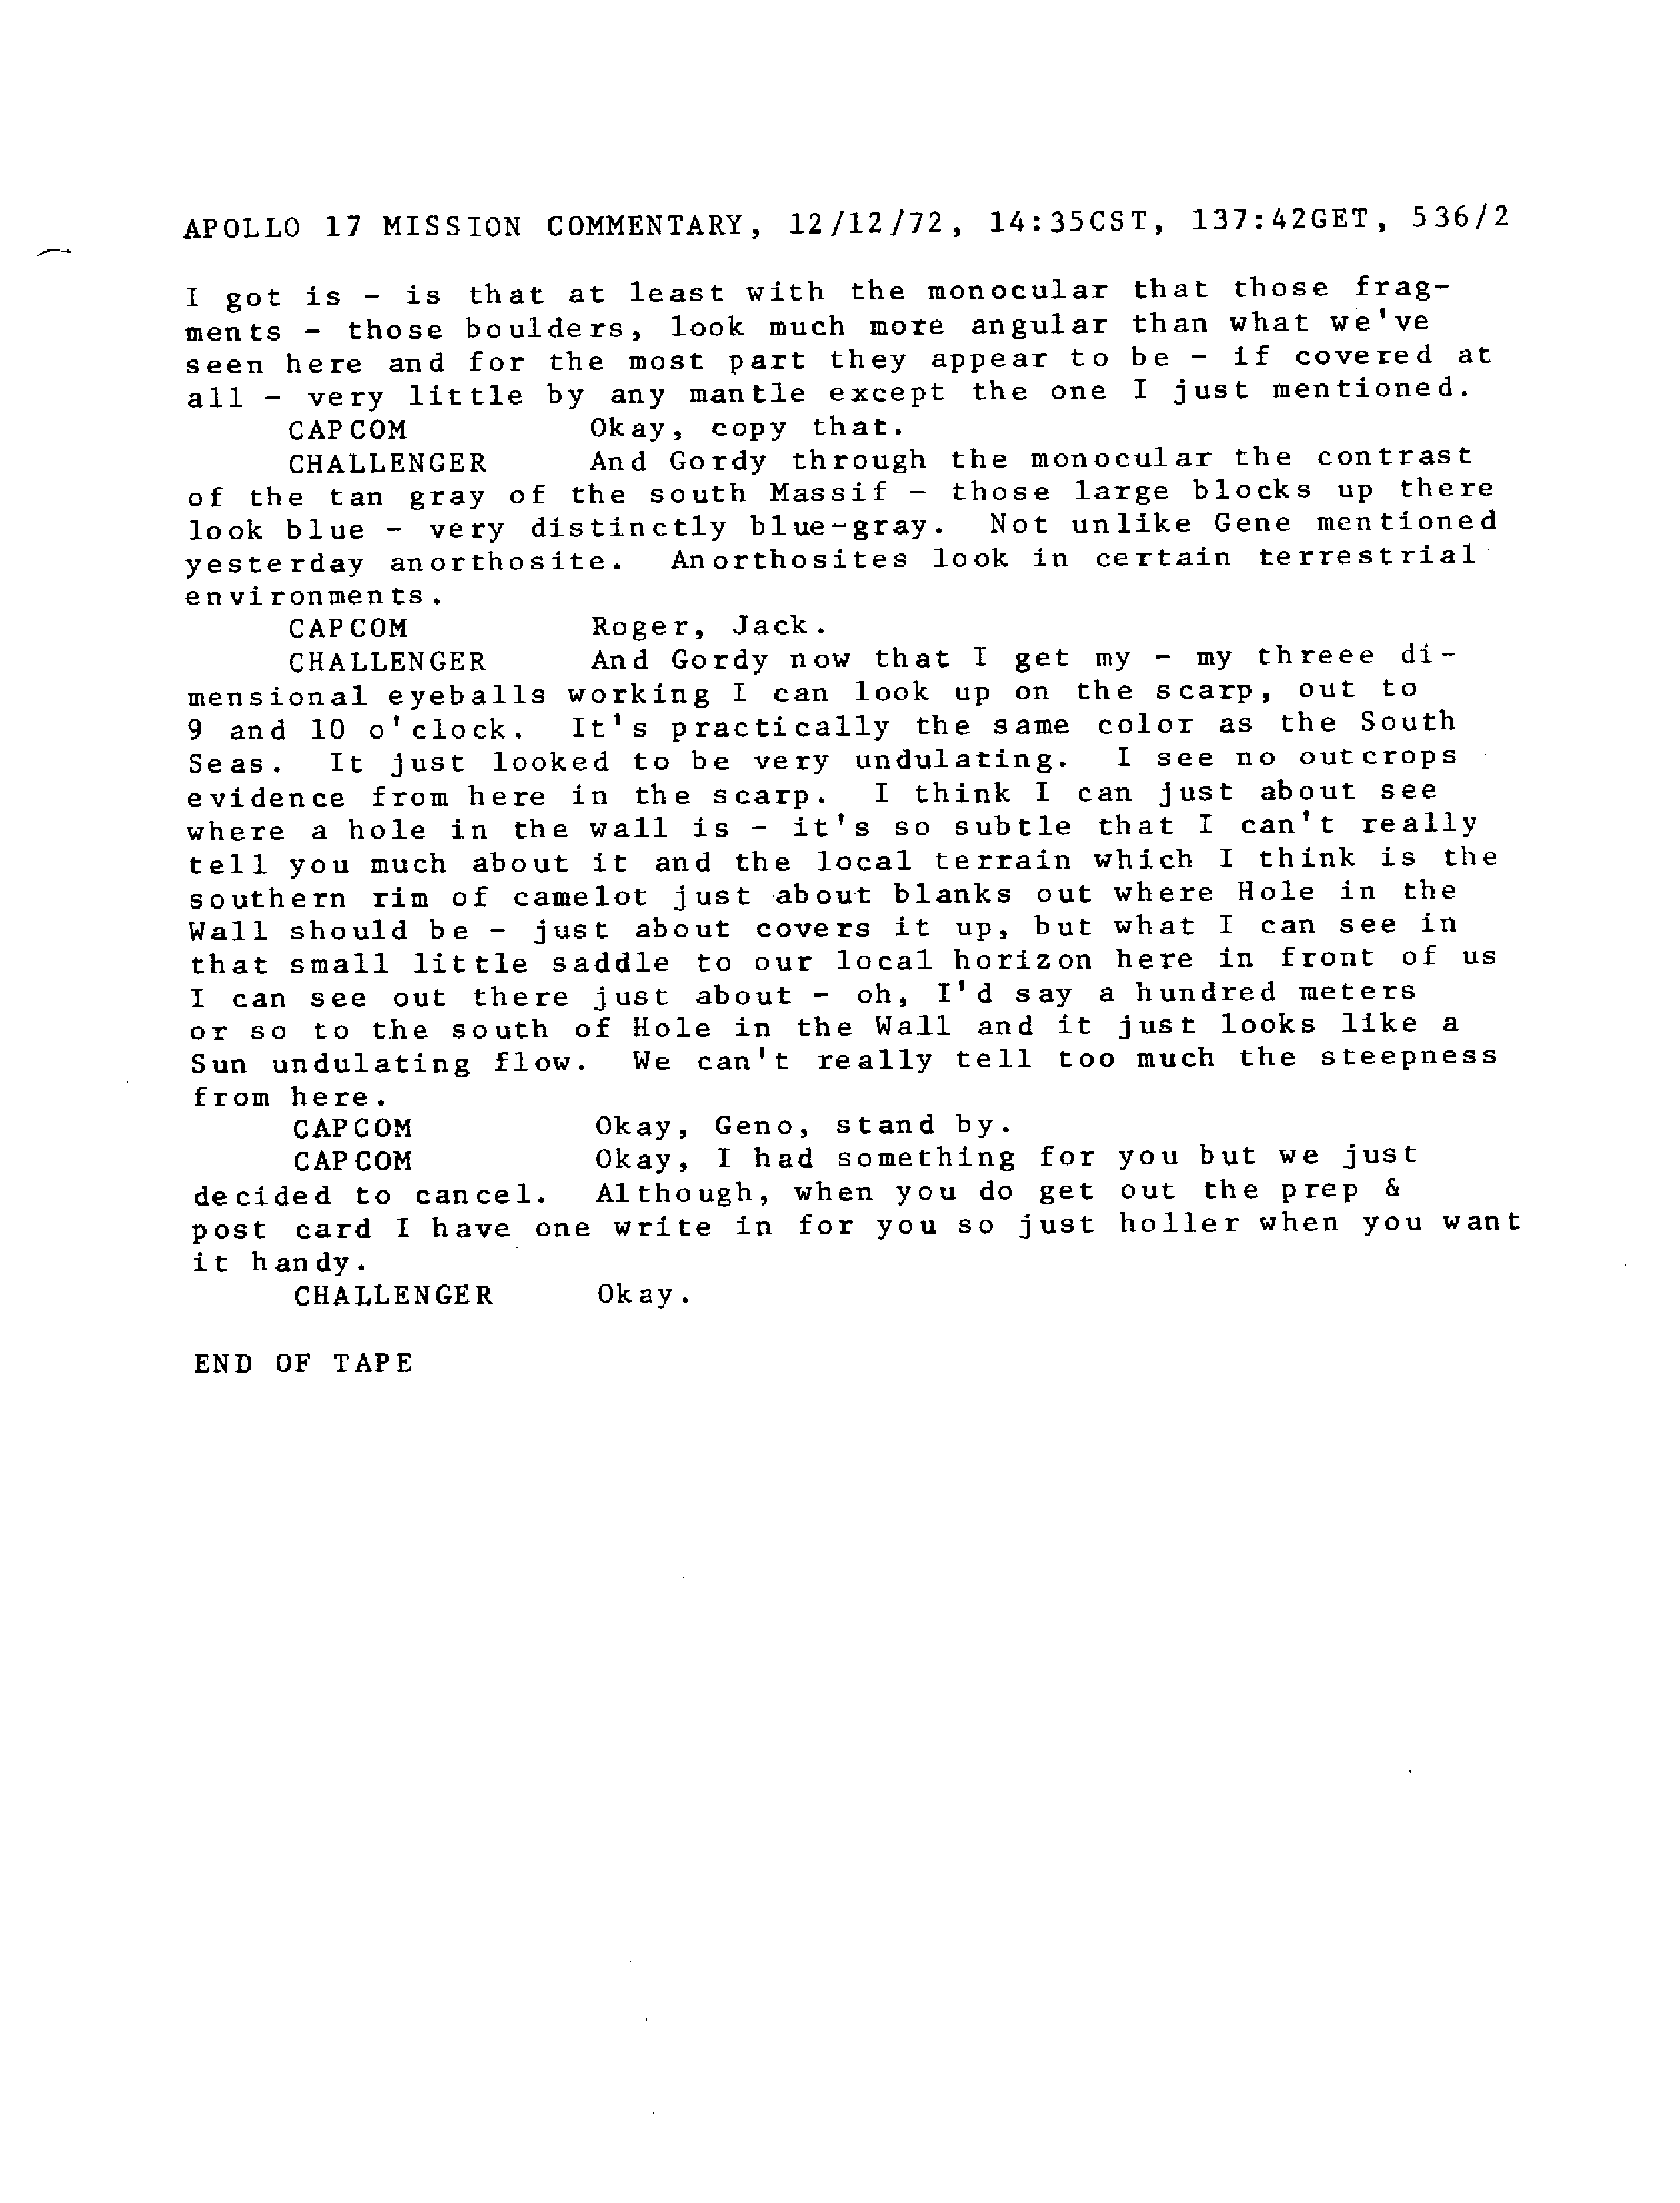 APOLLO 17 MISSION COMMENTARY, 12/12/72, 14:35CST, 137:42GET, 536/2
I got is - is that at least with the monocular that those frag-
ments - those boulders, look much more angular than what we've
seen here and for the most part they appear to be - if covered at
all - very little by any mantle except the one I just mentioned.
CAPCOM Okay, copy that.
CHALLENGER And Gordy through the monocular the contrast
of the tan gray of the south Massif - those large blocks up there
look blue - very distinctly blue-gray. Not unlike Gene mentioned
yesterday anorthosite. Anorthosites look in certain terrestrial
environments.
CAPCOM Roger, Jack.
CHALLENGER And Gordy now that I get my - my threee di-
mensional eyeballs working I can look up on the scarp, out to
9 and 10 o'clock. It's practically the same color as the South
Seas. It just looked to be very undulating. I see no outcrops
evidence from here in the scarp. I think I can just about see
where a hole in the wall is - it's so subtle that I can't really
tell you much about it and the local terrain which I think is the
southern rim of camelot just about blanks out where Hole in the
Wall should be - just about covers it up, but what I can see in
that small little saddle to our local horizon here in front of us
I can see out there just about - oh, I'd say a hundred meters
or so to the south of Hole in the Wall and it just looks like a
Sun undulating flow. We can't really tell too much the steepness
from here.
CAPCOM Okay, Geno, stand by.
CAPCOM Okay, I had something for you but we just
decided to cancel. Although, when you do get out the prep &
post card I have one write in for you so just holler when you want
it handy.
CHALLENGER Okay.
END OF TAPE